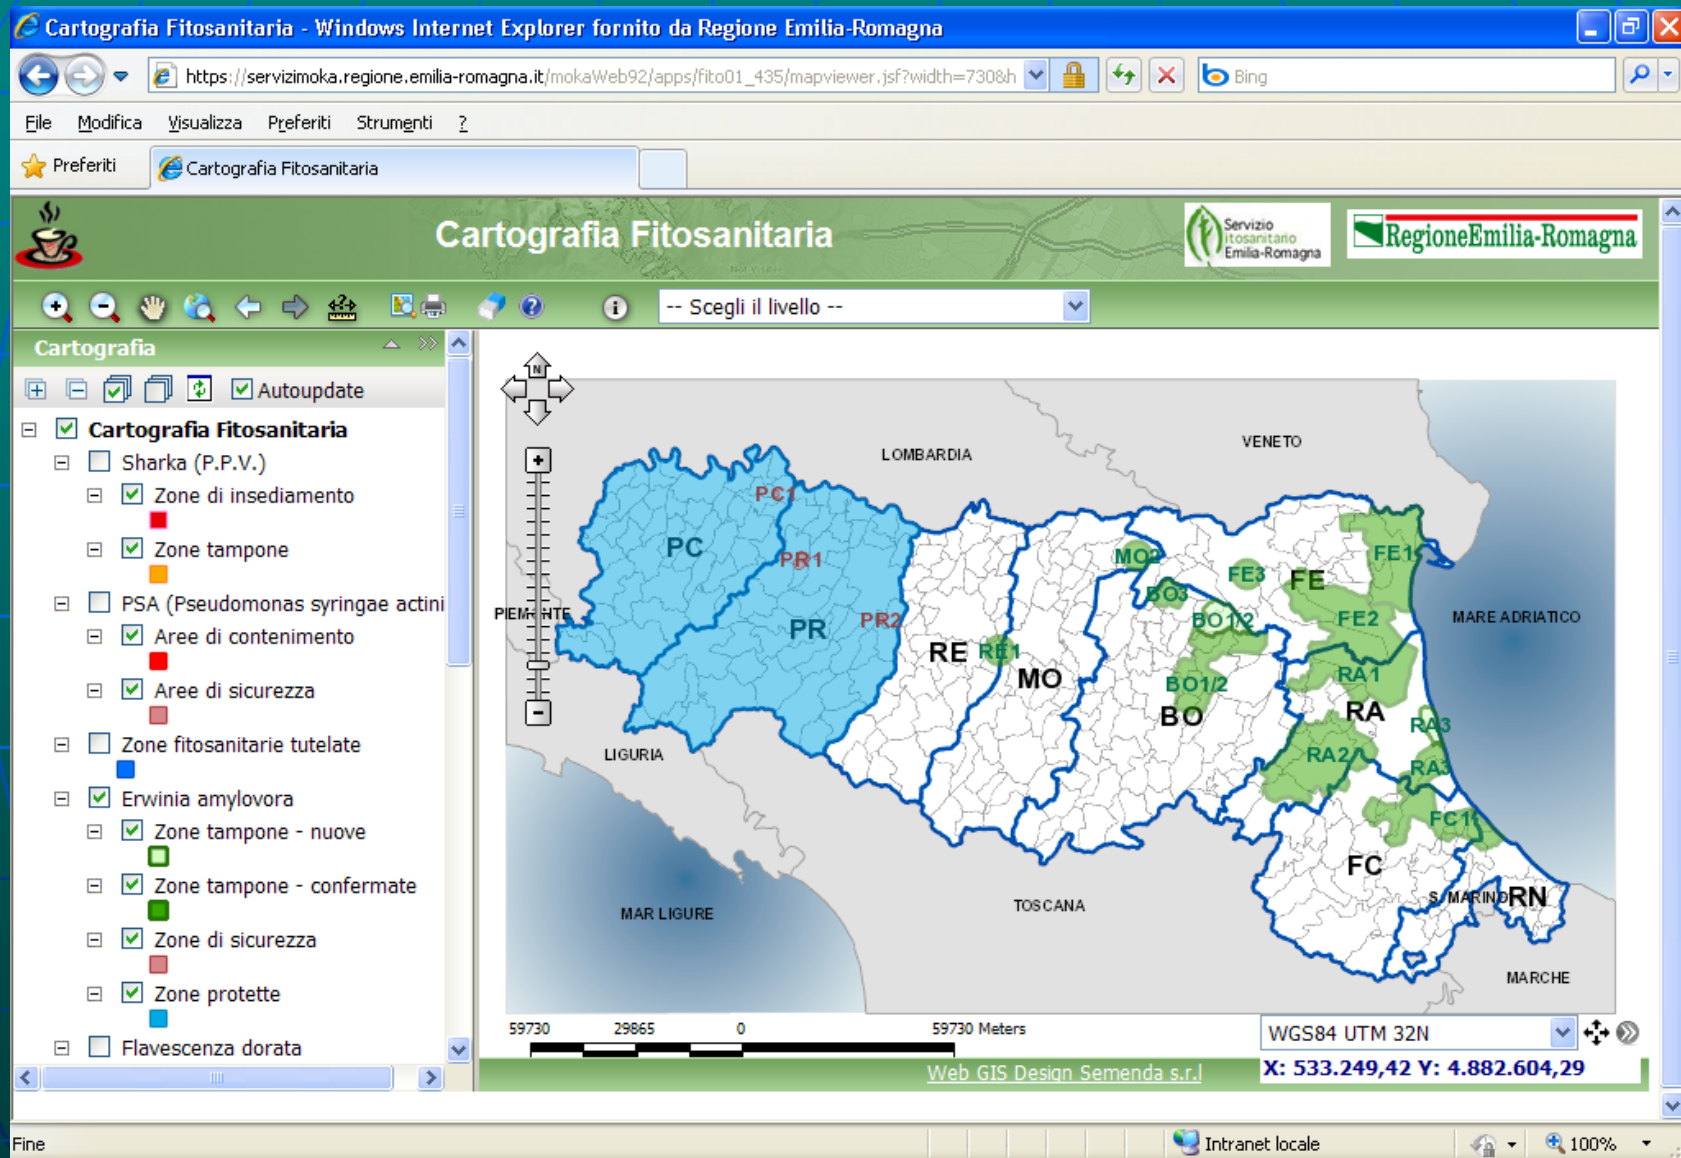 Cartografia Fitosanitaria - Windows Internet Explorer fornito da Regione Emilia-Romagna
https://servizimoka.regione.emilia-romagna.it/mokaWeb92/apps/fito01_435/mapviewer.jsf?width=730&h
Bing
File Modifica Visualizza Preferiti Strumenti ?
Preferiti
Cartografia Fitosanitaria
Cartografia Fitosanitaria
Servizio
fitosanitario
Emilia-Romagna
RegioneEmilia-Romagna
-- Scegli il livello --
Cartografia
Autoupdate
Cartografia Fitosanitaria
Sharka (P.P.V.)
Zone di insediamento
Zone tampone
PSA (Pseudomonas syringae actini
Aree di contenimento
Aree di sicurezza
Zone fitosanitarie tutelate
Erwinia amylovora
Zone tampone - nuove
Zone tampone - confermate
Zone di sicurezza
Zone protette
Flavescenza dorata
N
VENETO
LOMBARDIA
PC1
PC
PR1
MO2
FE1
FE3
FE
BO3
PIEMONTE
PR2
BO1/2
FE2
MARE ADRIATICO
PR
RE
RE1
MO
BO1/2
RA1
BO
RA
RA3
LIGURIA
RA2
RA3
FC1
FC
S. MARINO
RN
MAR LIGURE
TOSCANA
MARCHE
59730 29865 0 59730 Meters
WGS84 UTM 32N
Web GIS Design Semenda s.r.l
X: 533.249,42 Y: 4.882.604,29
Fine
Intranet locale
100%